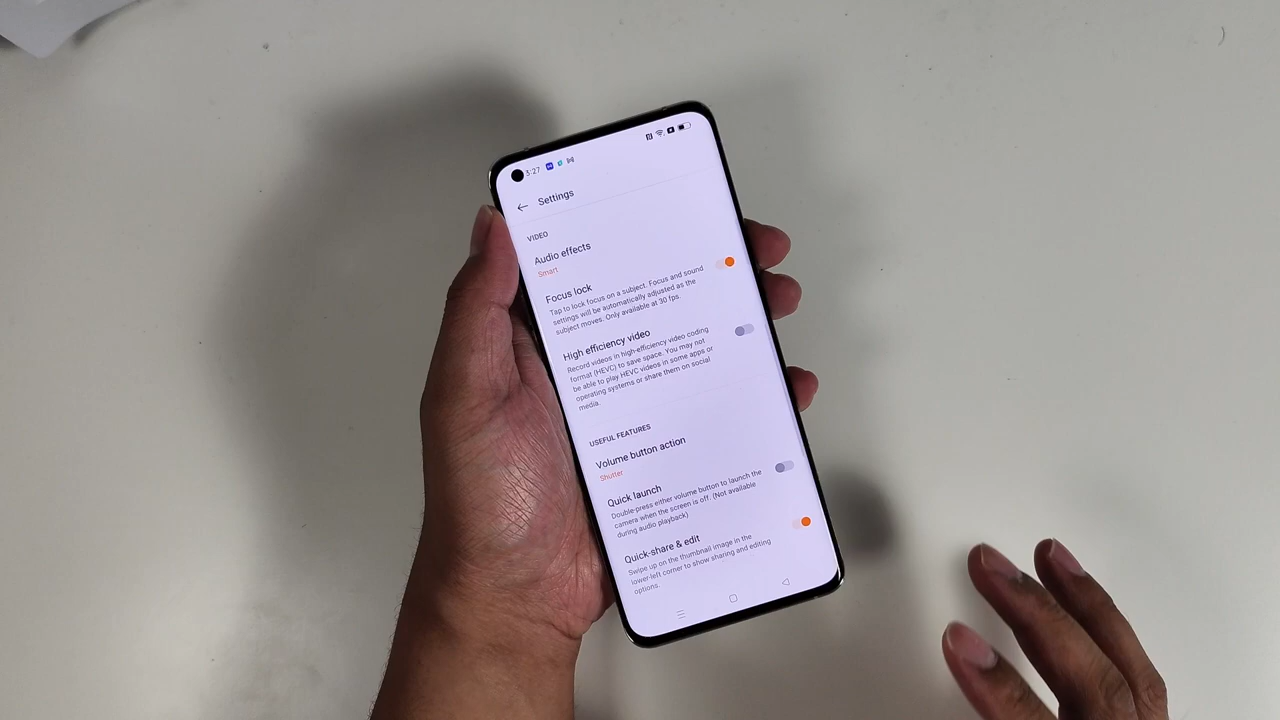 5:27
Settings
VIDEO
Audio effects
Smart
Focus lock
Tap to lock focus on a subject. Focus and sound
settings will be automatically adjusted as the
subject moves. Only available at 30 fps.
High efficiency video
Record videos in high-efficiency video coding
format (HEVC) to save space. You may not
be able to play HEVC videos in some apps or
operating systems or share them on social
media.
USEFUL FEATURES
Volume button action
Shutter
Quick launch
Double-press either volume button to launch the
camera when the screen is off. (Not available
during audio playback)
Quick-share & edit
Swipe up on the thumbnail image in the
lower-left corner to show sharing and editing
options.